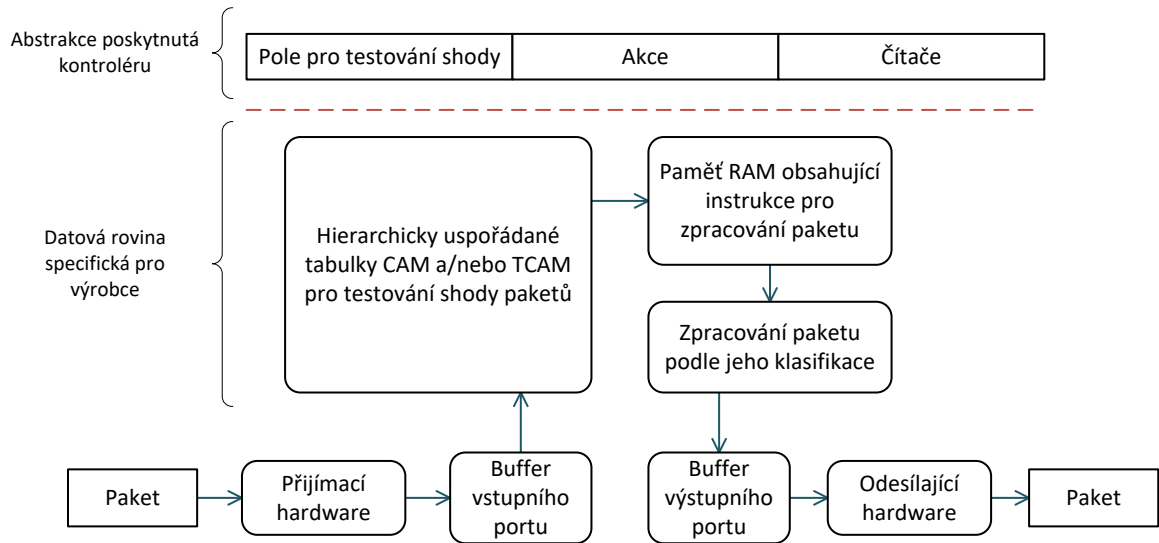 Abstrakce poskytnutá
kontroléru
Pole pro testování shody
Akce
Čítače
Datová rovina
specifická pro
výrobce
Hierarchicky uspořádané
tabulky CAM a/nebo TCAM
pro testování shody paketů
Paměť RAM obsahující
instrukce pro
zpracování paketu
Zpracování paketu
podle jeho klasifikace
Paket
Přijímací
hardware
Buffer
vstupního
portu
Buffer
výstupního
portu
Odesílající
hardware
Paket